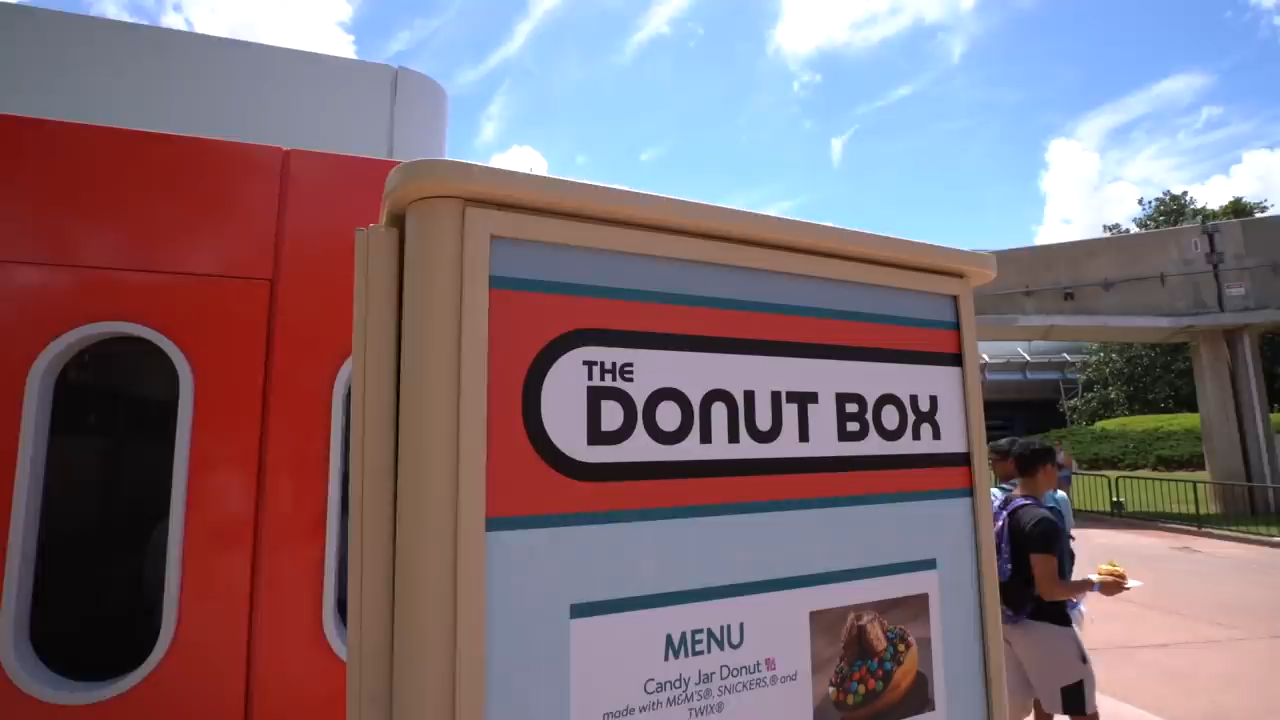 THE
DONUT BOX
MENU
Candy Jar Donut
made with M&M'S®, SNICKERS,® and
TWIX®